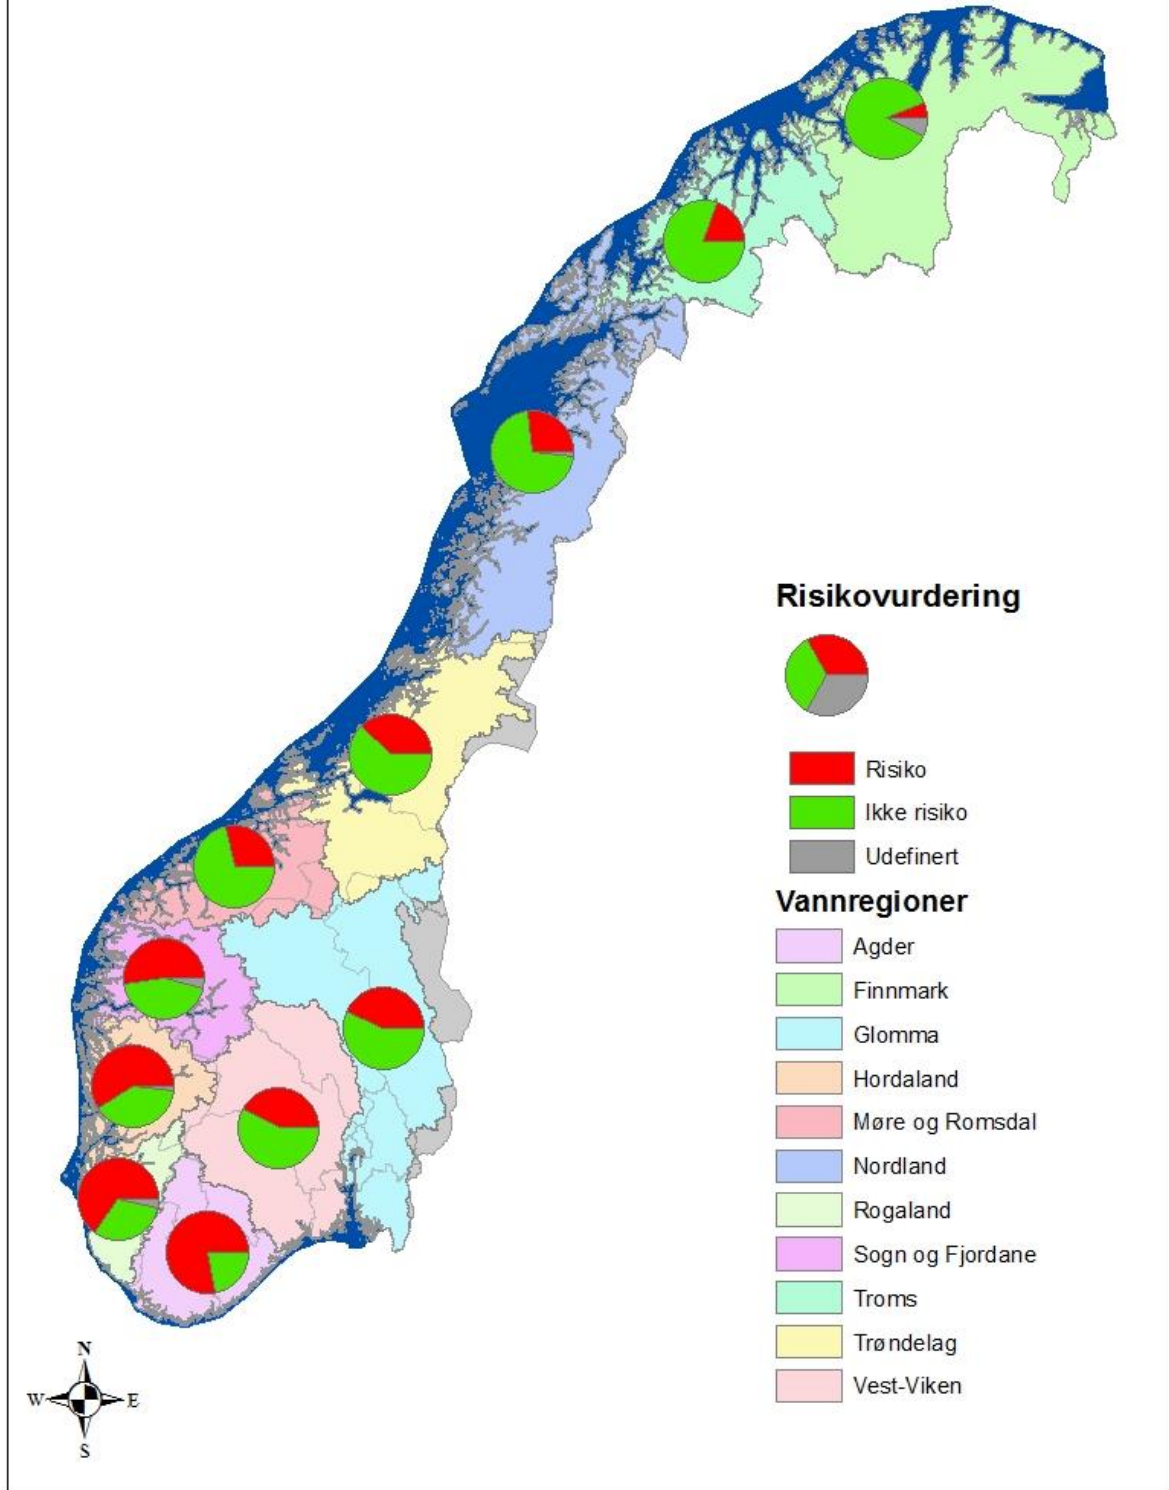 Risikovurdering
Risiko
Ikke risiko
Udefinert
Vannregioner
Agder
Finnmark
Glomma
Hordaland
Møre og Romsdal
Nordland
Rogaland
Sogn og Fjordane
Troms
Trøndelag
Vest-Viken
N
W E
S